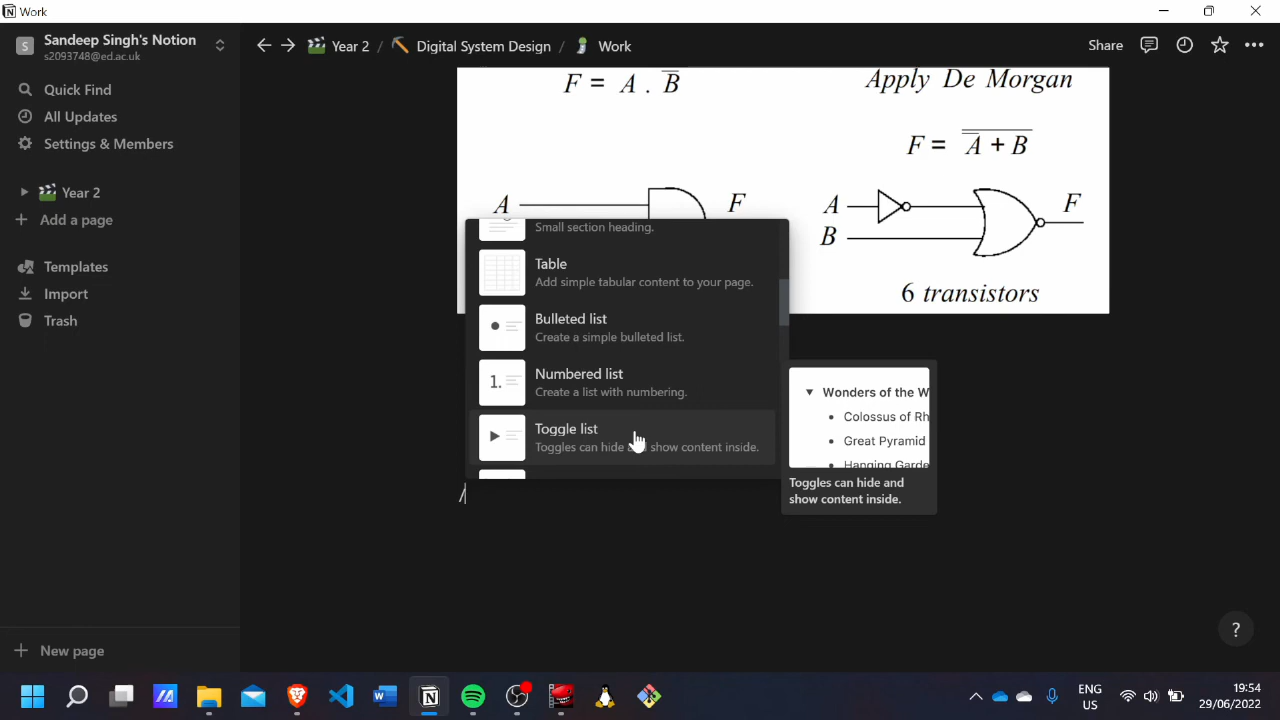 Work
S Sandeep Singh's Notion
s2093748@ed.ac.uk
Quick Find
All Updates
Settings & Members
Year 2
Add a page
Templates
Import
Trash
New page
Year 2 / Digital System Design / Work
Share
F = A . B̅
Apply De Morgan
F = A̅ + B
A F
A F
B
6 transistors
Small section heading.
Table
Add simple tabular content to your page.
Bulleted list
Create a simple bulleted list.
1. Numbered list
Create a list with numbering.
Toggle list
Toggles can hide and show content inside.
/
Wonders of the W
Colossus of Rh
Great Pyramid
Hanging Garde
Toggles can hide and
show content inside.
?
ENG
US
19:54
29/06/2022